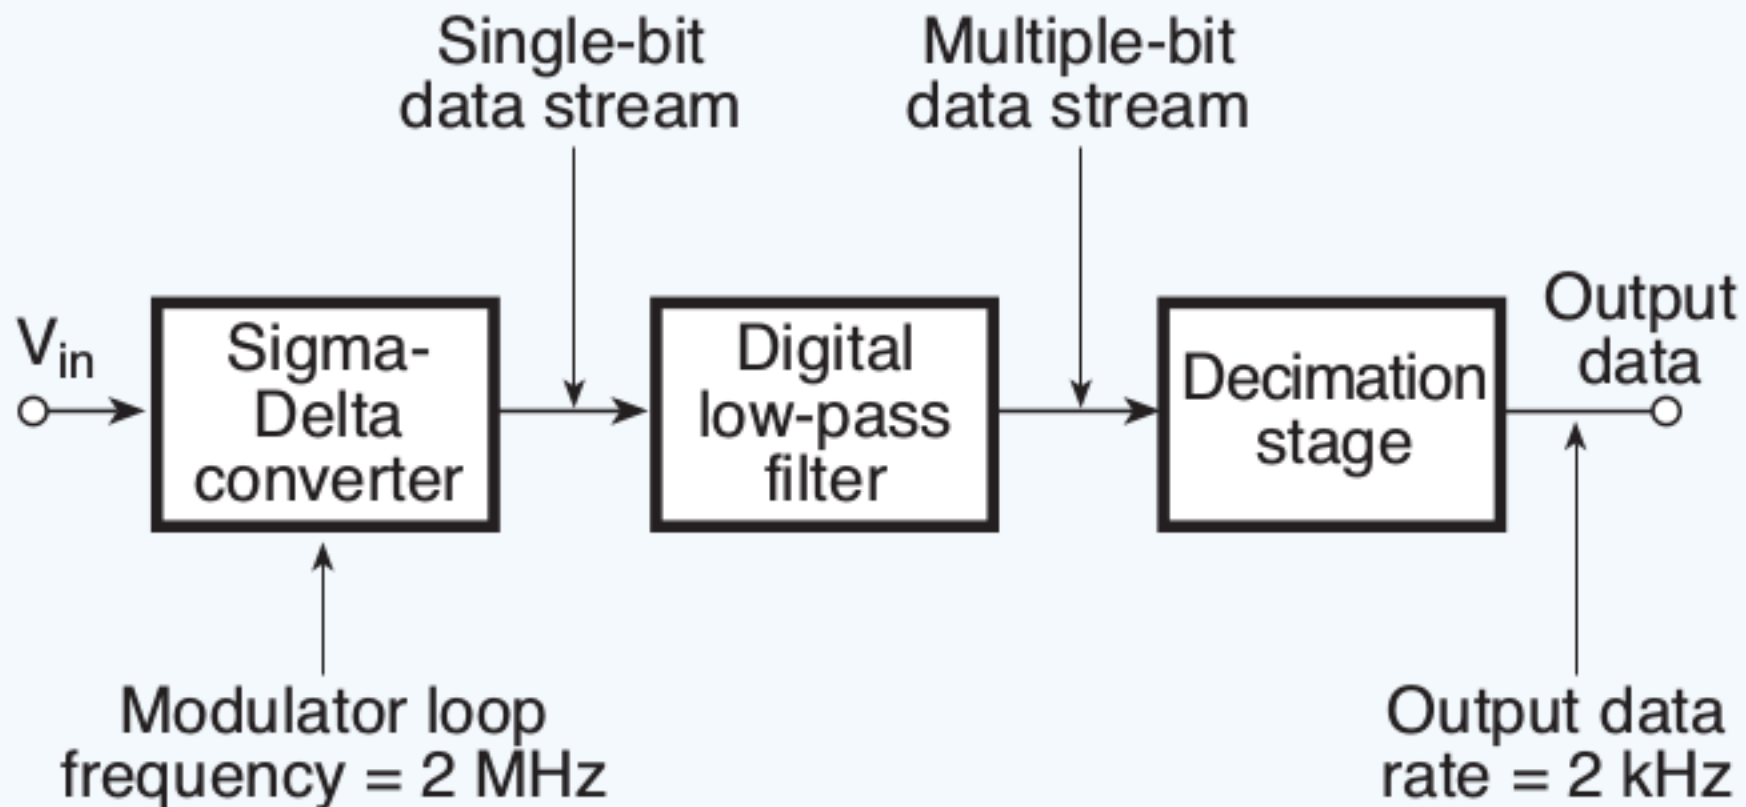 Single-bit
data stream
Multiple-bit
data stream
Vin
Sigma-
Delta
converter
Digital
low-pass
filter
Decimation
stage
Output
data
Modulator loop
frequency = 2 MHz
Output data
rate = 2 kHz